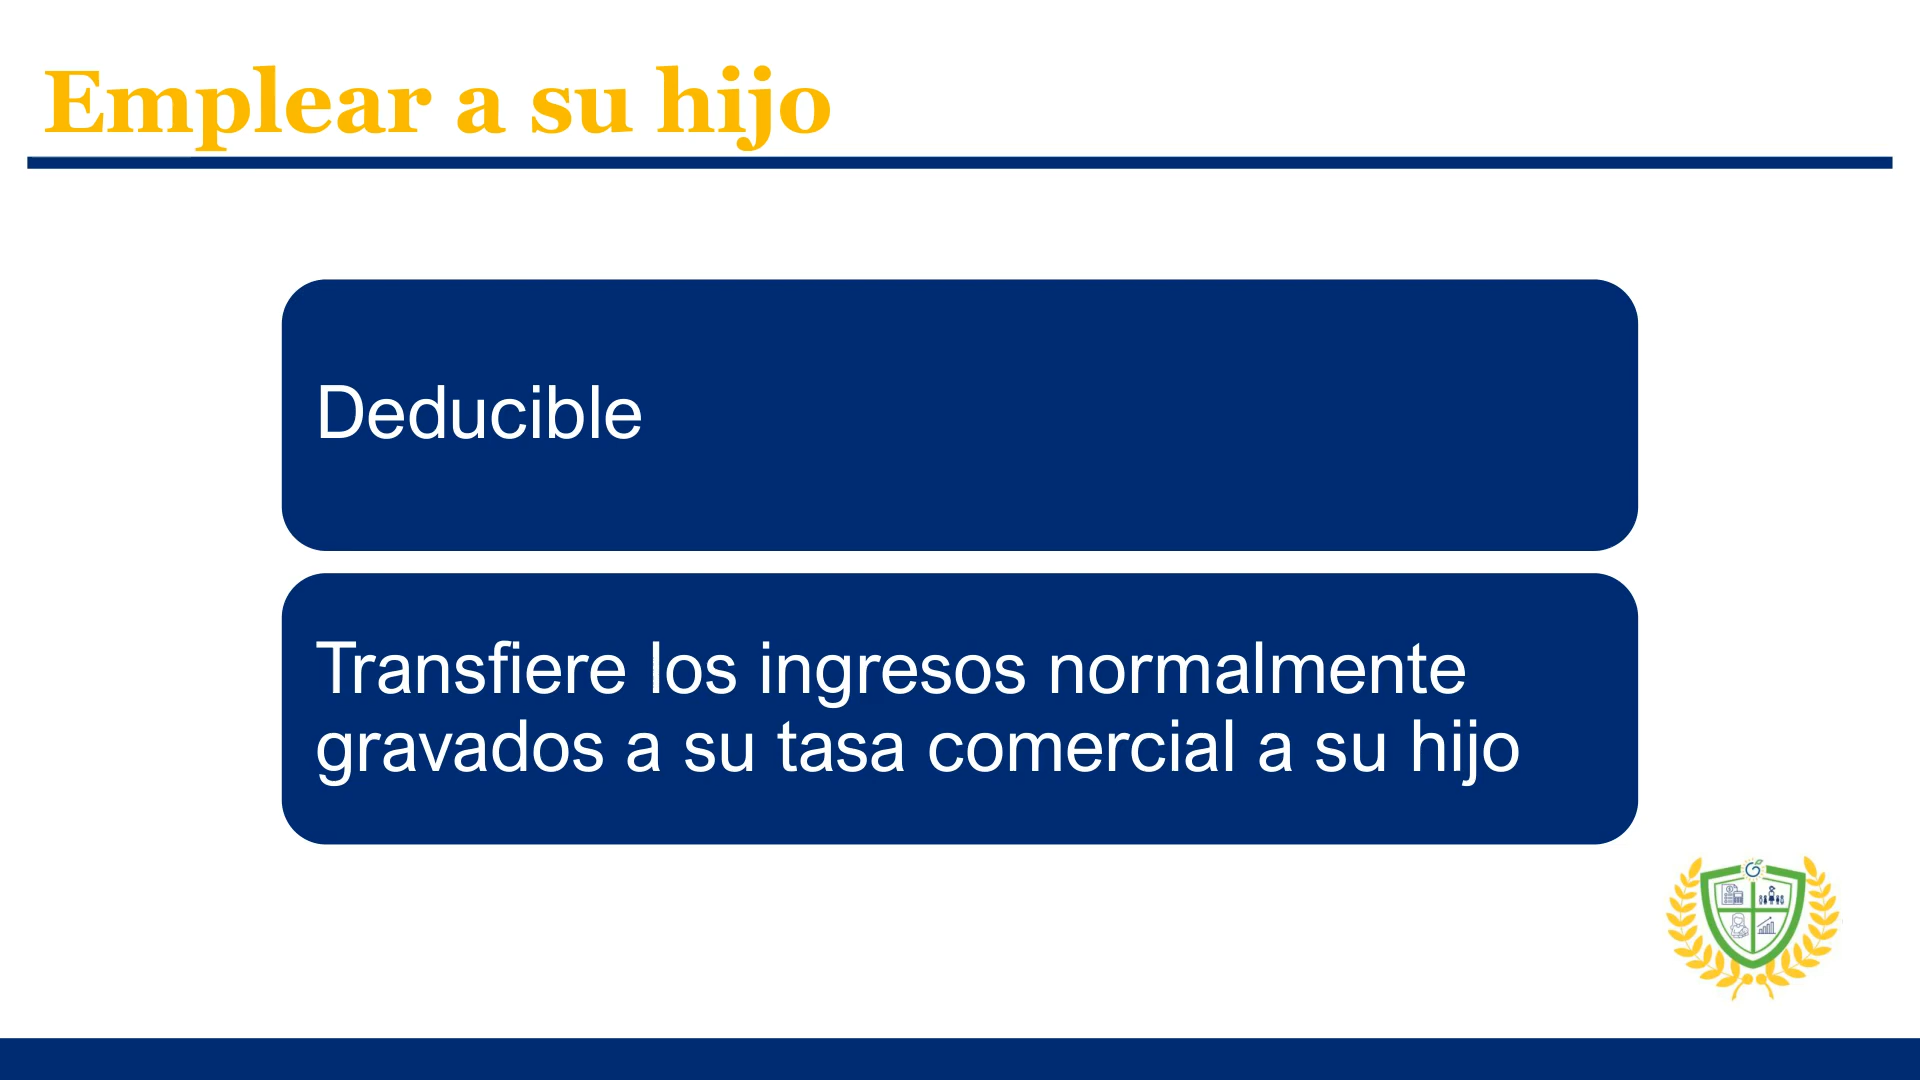 Emplear a su hijo
Deducible
Transfiere los ingresos normalmente
gravados a su tasa comercial a su hijo